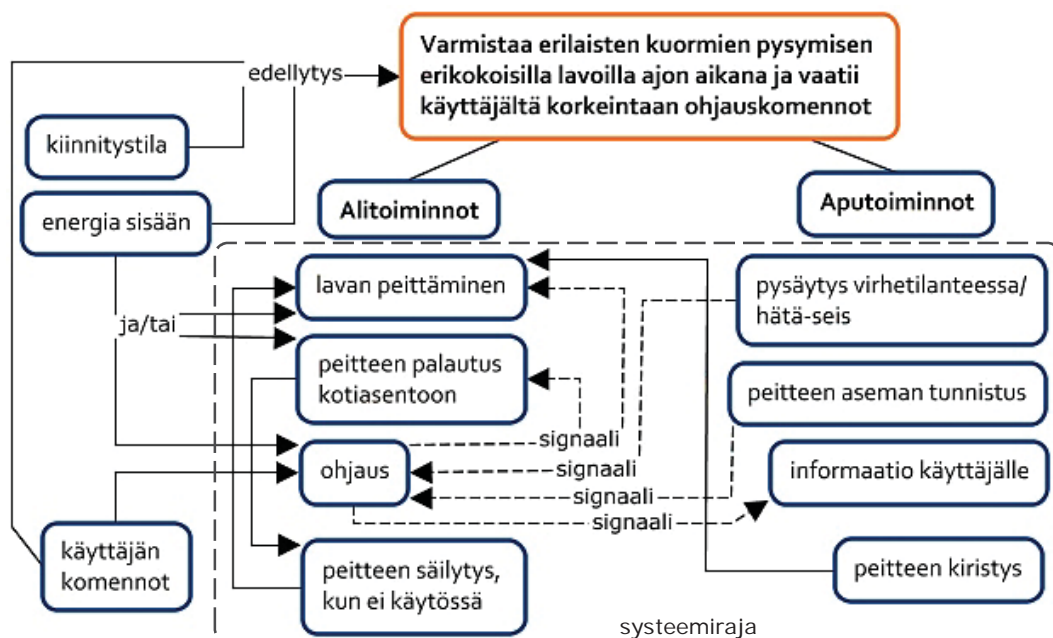 Varmistaa erilaisten kuormien pysymisen
erikokoisilla lavoilla ajon aikana ja vaatii
käyttäjältä korkeintaan ohjauskomennot
edellytys
kiinnitystila
energia sisään
Alitoiminnot
Aputoiminnot
lavan peittäminen
pysäytys virhetilanteessa/
hätä-seis
ja/tai
peitteen palautus
kotiasentoon
peitteen aseman tunnistus
signaali
ohjaus
signaali
informaatio käyttäjälle
signaali
signaali
käyttäjän
komennot
peitteen säilytys,
kun ei käytössä
peitteen kiristys
systeemiraja